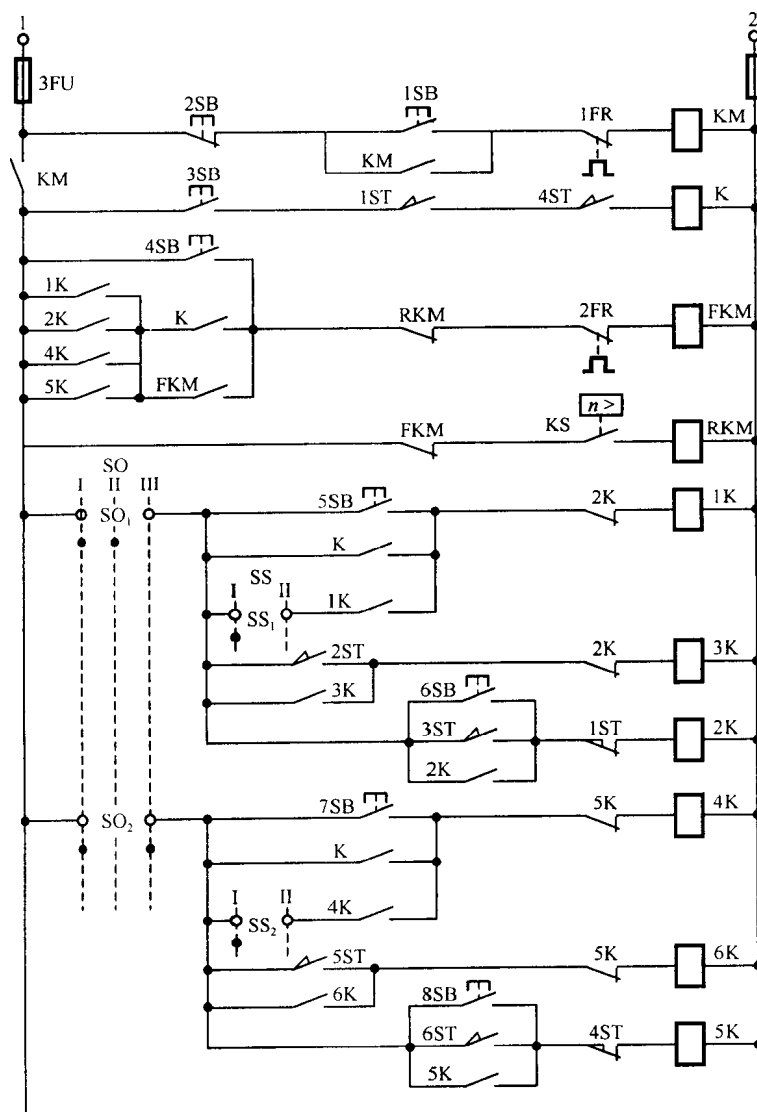 1
2
3FU
2SB
1SB
1FR
KM
KM
KM
3SB
1ST
4ST
K
4SB
1K
2K
K
RKM
2FR
FKM
4K
5K
FKM
n >
FKM
KS
RKM
SO
I
II
III
SO₁
5SB
2K
1K
K
SS
I
II
SS₁
1K
2ST
2K
3K
3K
6SB
3ST
1ST
2K
2K
SO₂
7SB
5K
4K
K
I
II
SS₂
4K
5ST
5K
6K
6K
8SB
6ST
4ST
5K
5K